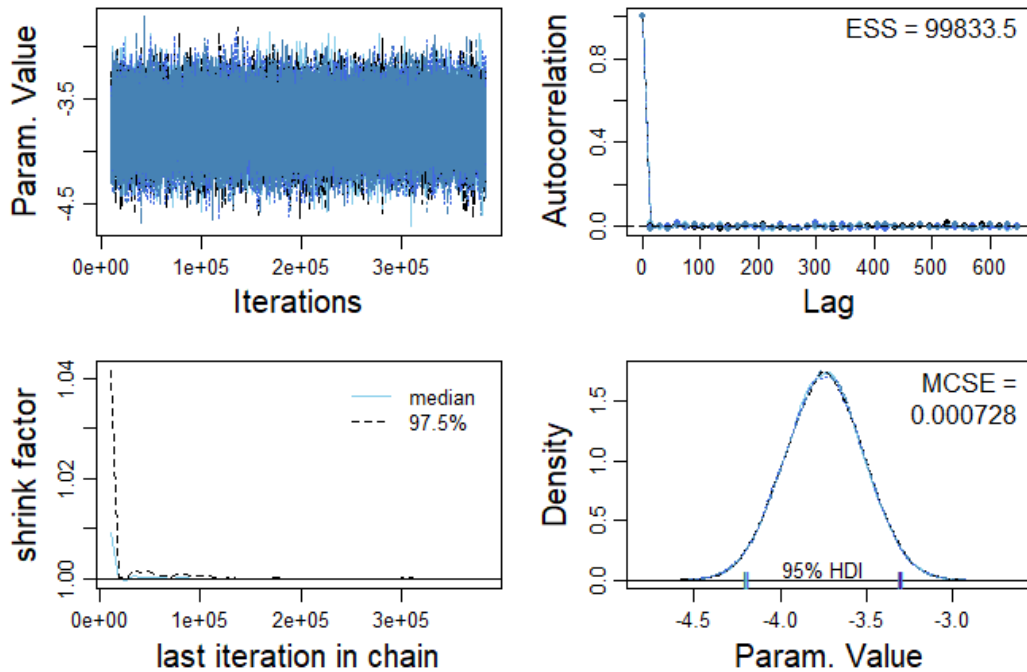 Param. Value
-4.5
-3.5
0e+00 1e+05 2e+05 3e+05
Iterations
Autocorrelation
0.0
0.4
0.8
ESS = 99833.5
0 100 200 300 400 500 600
Lag
shrink factor
1.00
1.02
1.04
median
97.5%
0e+00 1e+05 2e+05 3e+05
last iteration in chain
Density
0.0
0.5
1.0
1.5
MCSE =
0.000728
95% HDI
-4.5 -4.0 -3.5 -3.0
Param. Value